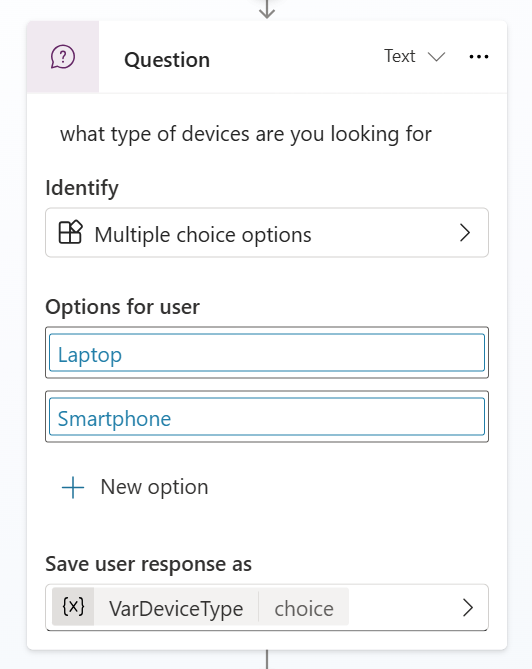 Question
Text
what type of devices are you looking for
Identify
Multiple choice options
Options for user
Laptop
Smartphone
New option
Save user response as
{x} VarDeviceType choice